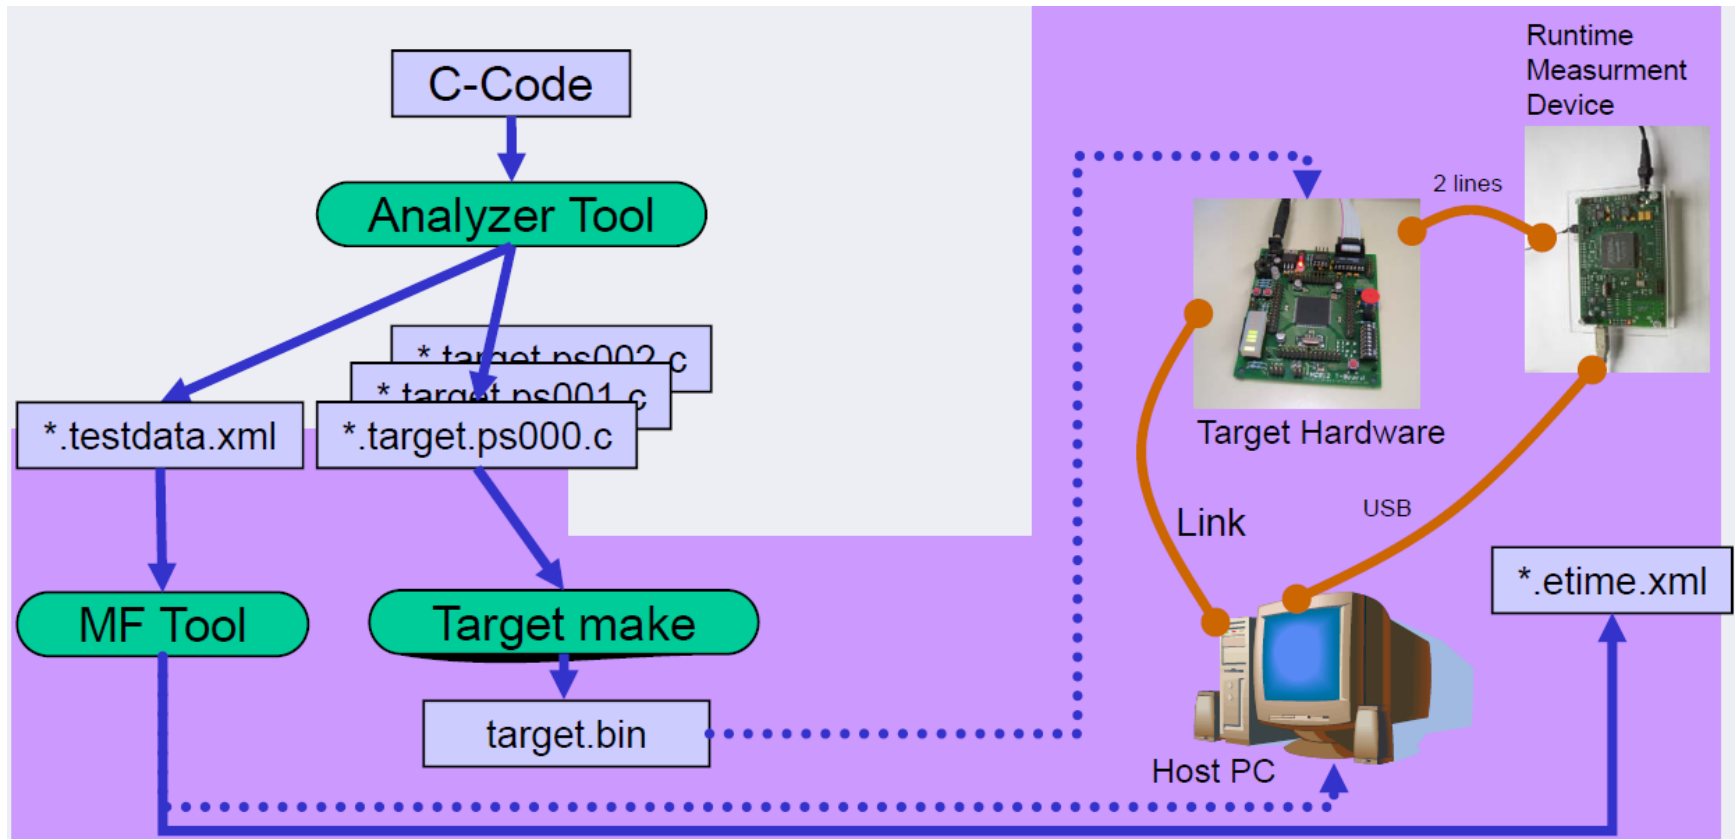 C-Code
Analyzer Tool
*.target.ps002.c
*.target.ps001.c
*.testdata.xml
*.target.ps000.c
MF Tool
Target make
target.bin
Runtime
Measurment
Device
2 lines
Target Hardware
Link
USB
*.etime.xml
Host PC